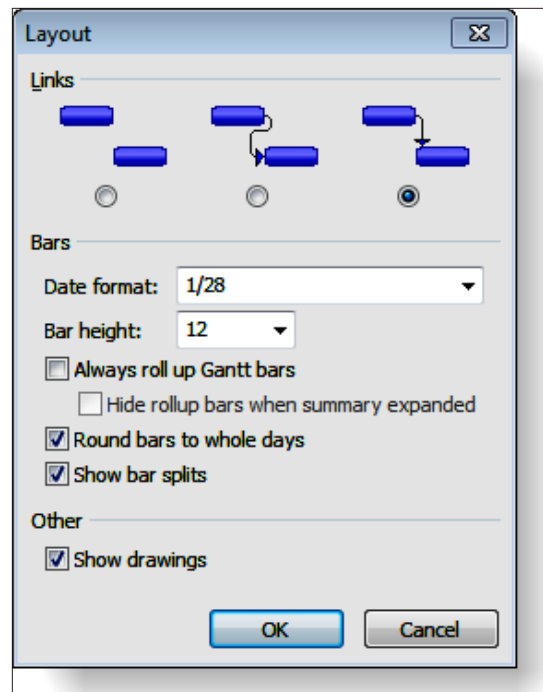 Layout
Links
Bars
Date format: 1/28
Bar height: 12
Always roll up Gantt bars
Hide rollup bars when summary expanded
Round bars to whole days
Show bar splits
Other
Show drawings
OK Cancel